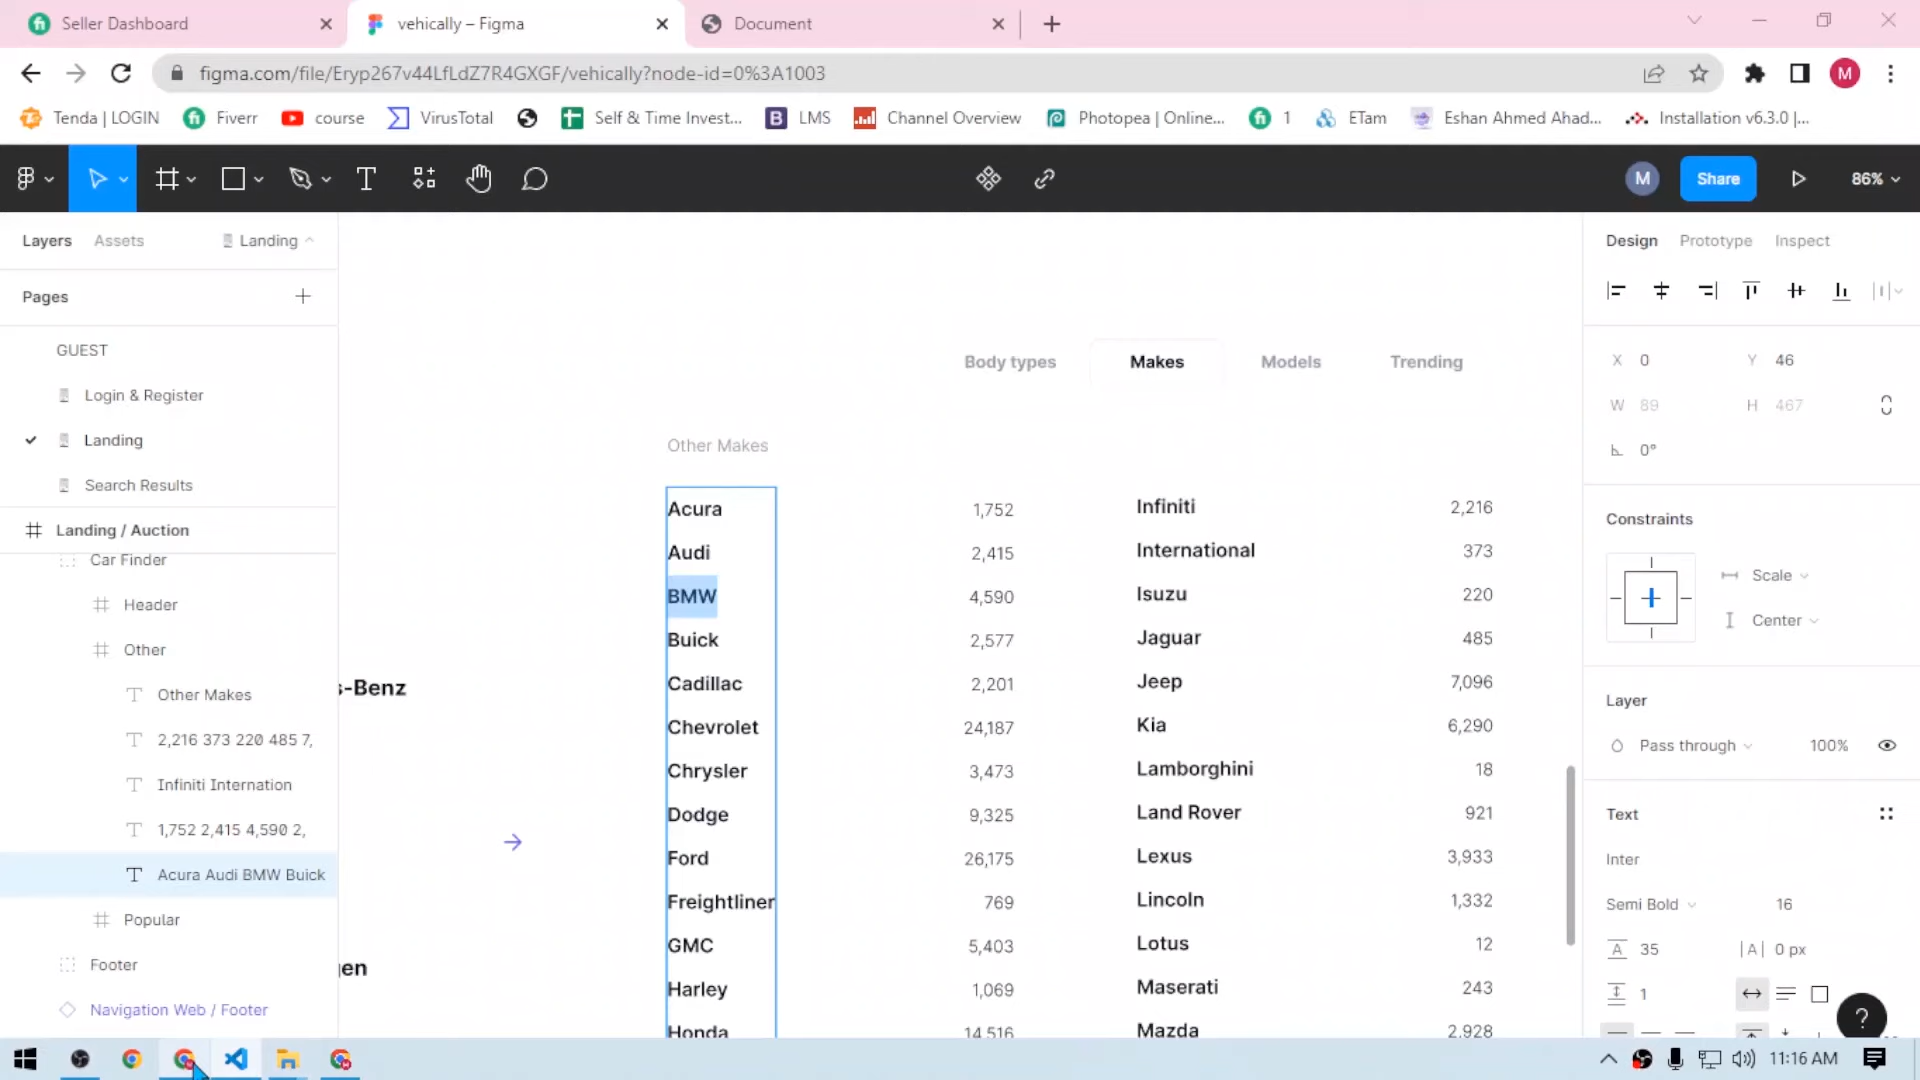 Seller Dashboard
vehically – Figma
Document
figma.com/file/Eryp267v44LfLdZ7R4GXGF/vehically?node-id=0%3A1003
M
Tenda | LOGIN
Fiverr
course
VirusTotal
Self & Time Invest...
B LMS
Channel Overview
Photopea | Online...
1
ETam
Eshan Ahmed Ahad...
Installation v6.3.0 |...
M
Share
86%
Layers
Assets
Landing
Pages
GUEST
Login & Register
Landing
Search Results
Landing / Auction
Car Finder
Header
Other
Other Makes
2,216 373 220 485 7,
Infiniti Internation
1,752 2,415 4,590 2,
Acura Audi BMW Buick
Popular
Footer
Navigation Web / Footer
s-Benz
gen
Body types
Makes
Models
Trending
Other Makes
Acura 1,752 Infiniti 2,216
Audi 2,415 International 373
BMW 4,590 Isuzu 220
Buick 2,577 Jaguar 485
Cadillac 2,201 Jeep 7,096
Chevrolet 24,187 Kia 6,290
Chrysler 3,473 Lamborghini 18
Dodge 9,325 Land Rover 921
Ford 26,175 Lexus 3,933
Freightliner 769 Lincoln 1,332
GMC 5,403 Lotus 12
Harley 1,069 Maserati 243
Honda 14,516 Mazda 2,928
Design
Prototype
Inspect
X 0 Y 46
W 89 H 467
0°
Constraints
Scale
Center
Layer
Pass through 100%
Text
Inter
Semi Bold 16
A 35 |A| 0 px
1
?
11:16 AM